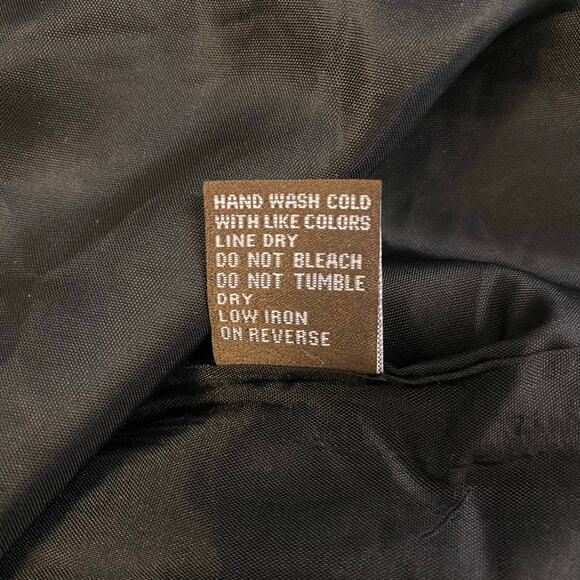 HAND WASH COLD
WITH LIKE COLORS
LINE DRY
DO NOT BLEACH
DO NOT TUMBLE
DRY
LOW IRON
ON REVERSE